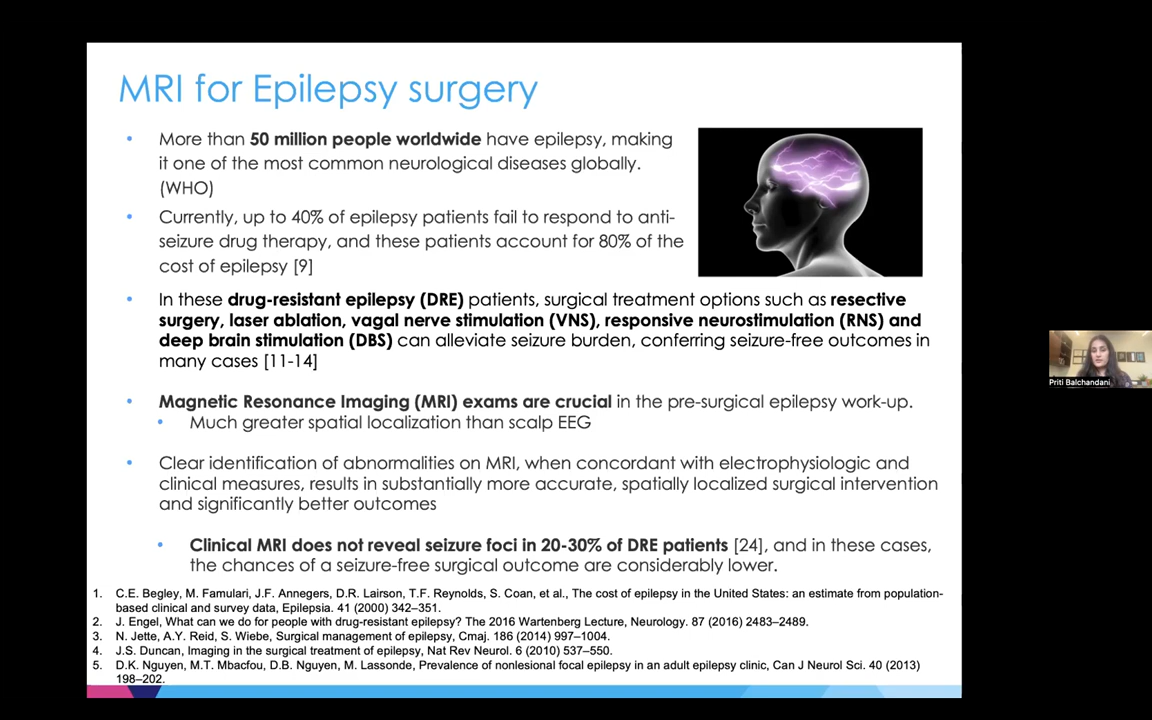 MRI for Epilepsy surgery
• More than 50 million people worldwide have epilepsy, making
it one of the most common neurological diseases globally.
(WHO)
• Currently, up to 40% of epilepsy patients fail to respond to anti-
seizure drug therapy, and these patients account for 80% of the
cost of epilepsy [9]
• In these drug-resistant epilepsy (DRE) patients, surgical treatment options such as resective
surgery, laser ablation, vagal nerve stimulation (VNS), responsive neurostimulation (RNS) and
deep brain stimulation (DBS) can alleviate seizure burden, conferring seizure-free outcomes in
many cases [11-14]
• Magnetic Resonance Imaging (MRI) exams are crucial in the pre-surgical epilepsy work-up.
• Much greater spatial localization than scalp EEG
• Clear identification of abnormalities on MRI, when concordant with electrophysiologic and
clinical measures, results in substantially more accurate, spatially localized surgical intervention
and significantly better outcomes
• Clinical MRI does not reveal seizure foci in 20-30% of DRE patients [24], and in these cases,
the chances of a seizure-free surgical outcome are considerably lower.
1. C.E. Begley, M. Famulari, J.F. Annegers, D.R. Lairson, T.F. Reynolds, S. Coan, et al., The cost of epilepsy in the United States: an estimate from population-
based clinical and survey data, Epilepsia. 41 (2000) 342–351.
2. J. Engel, What can we do for people with drug-resistant epilepsy? The 2016 Wartenberg Lecture, Neurology. 87 (2016) 2483–2489.
3. N. Jette, A.Y. Reid, S. Wiebe, Surgical management of epilepsy, Cmaj. 186 (2014) 997–1004.
4. J.S. Duncan, Imaging in the surgical treatment of epilepsy, Nat Rev Neurol. 6 (2010) 537–550.
5. D.K. Nguyen, M.T. Mbacfou, D.B. Nguyen, M. Lassonde, Prevalence of nonlesional focal epilepsy in an adult epilepsy clinic, Can J Neurol Sci. 40 (2013)
198–202.
Priti Balchandani